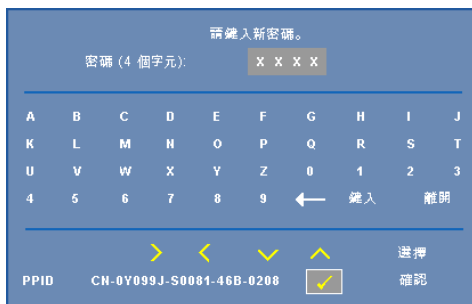 請鍵入新密碼。
密碼 (4 個字元): X X X X
A B C D E F G H I J
K L M N O P Q R S T
U V W X Y Z 0 1 2 3
4 5 6 7 8 9 ← 鍵入 離開
> < ∨ ∧ 選擇
PPID CN-0Y099J-S0081-46B-0208 ✓ 確認